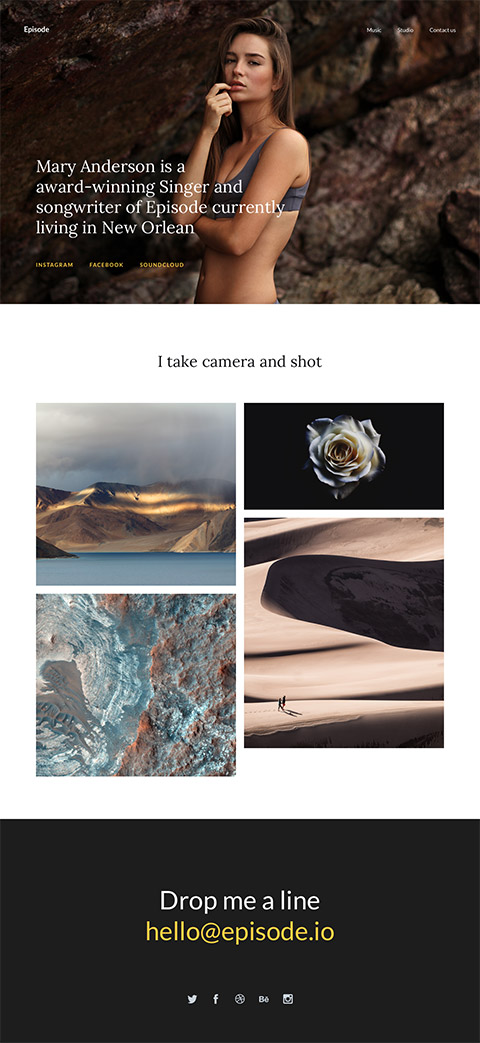 Episode
Music Studio Contact us
Mary Anderson is a
award-winning Singer and
songwriter of Episode currently
living in New Orlean
INSTAGRAM FACEBOOK SOUNDCLOUD
I take camera and shot
Drop me a line
hello@episode.io
Bē